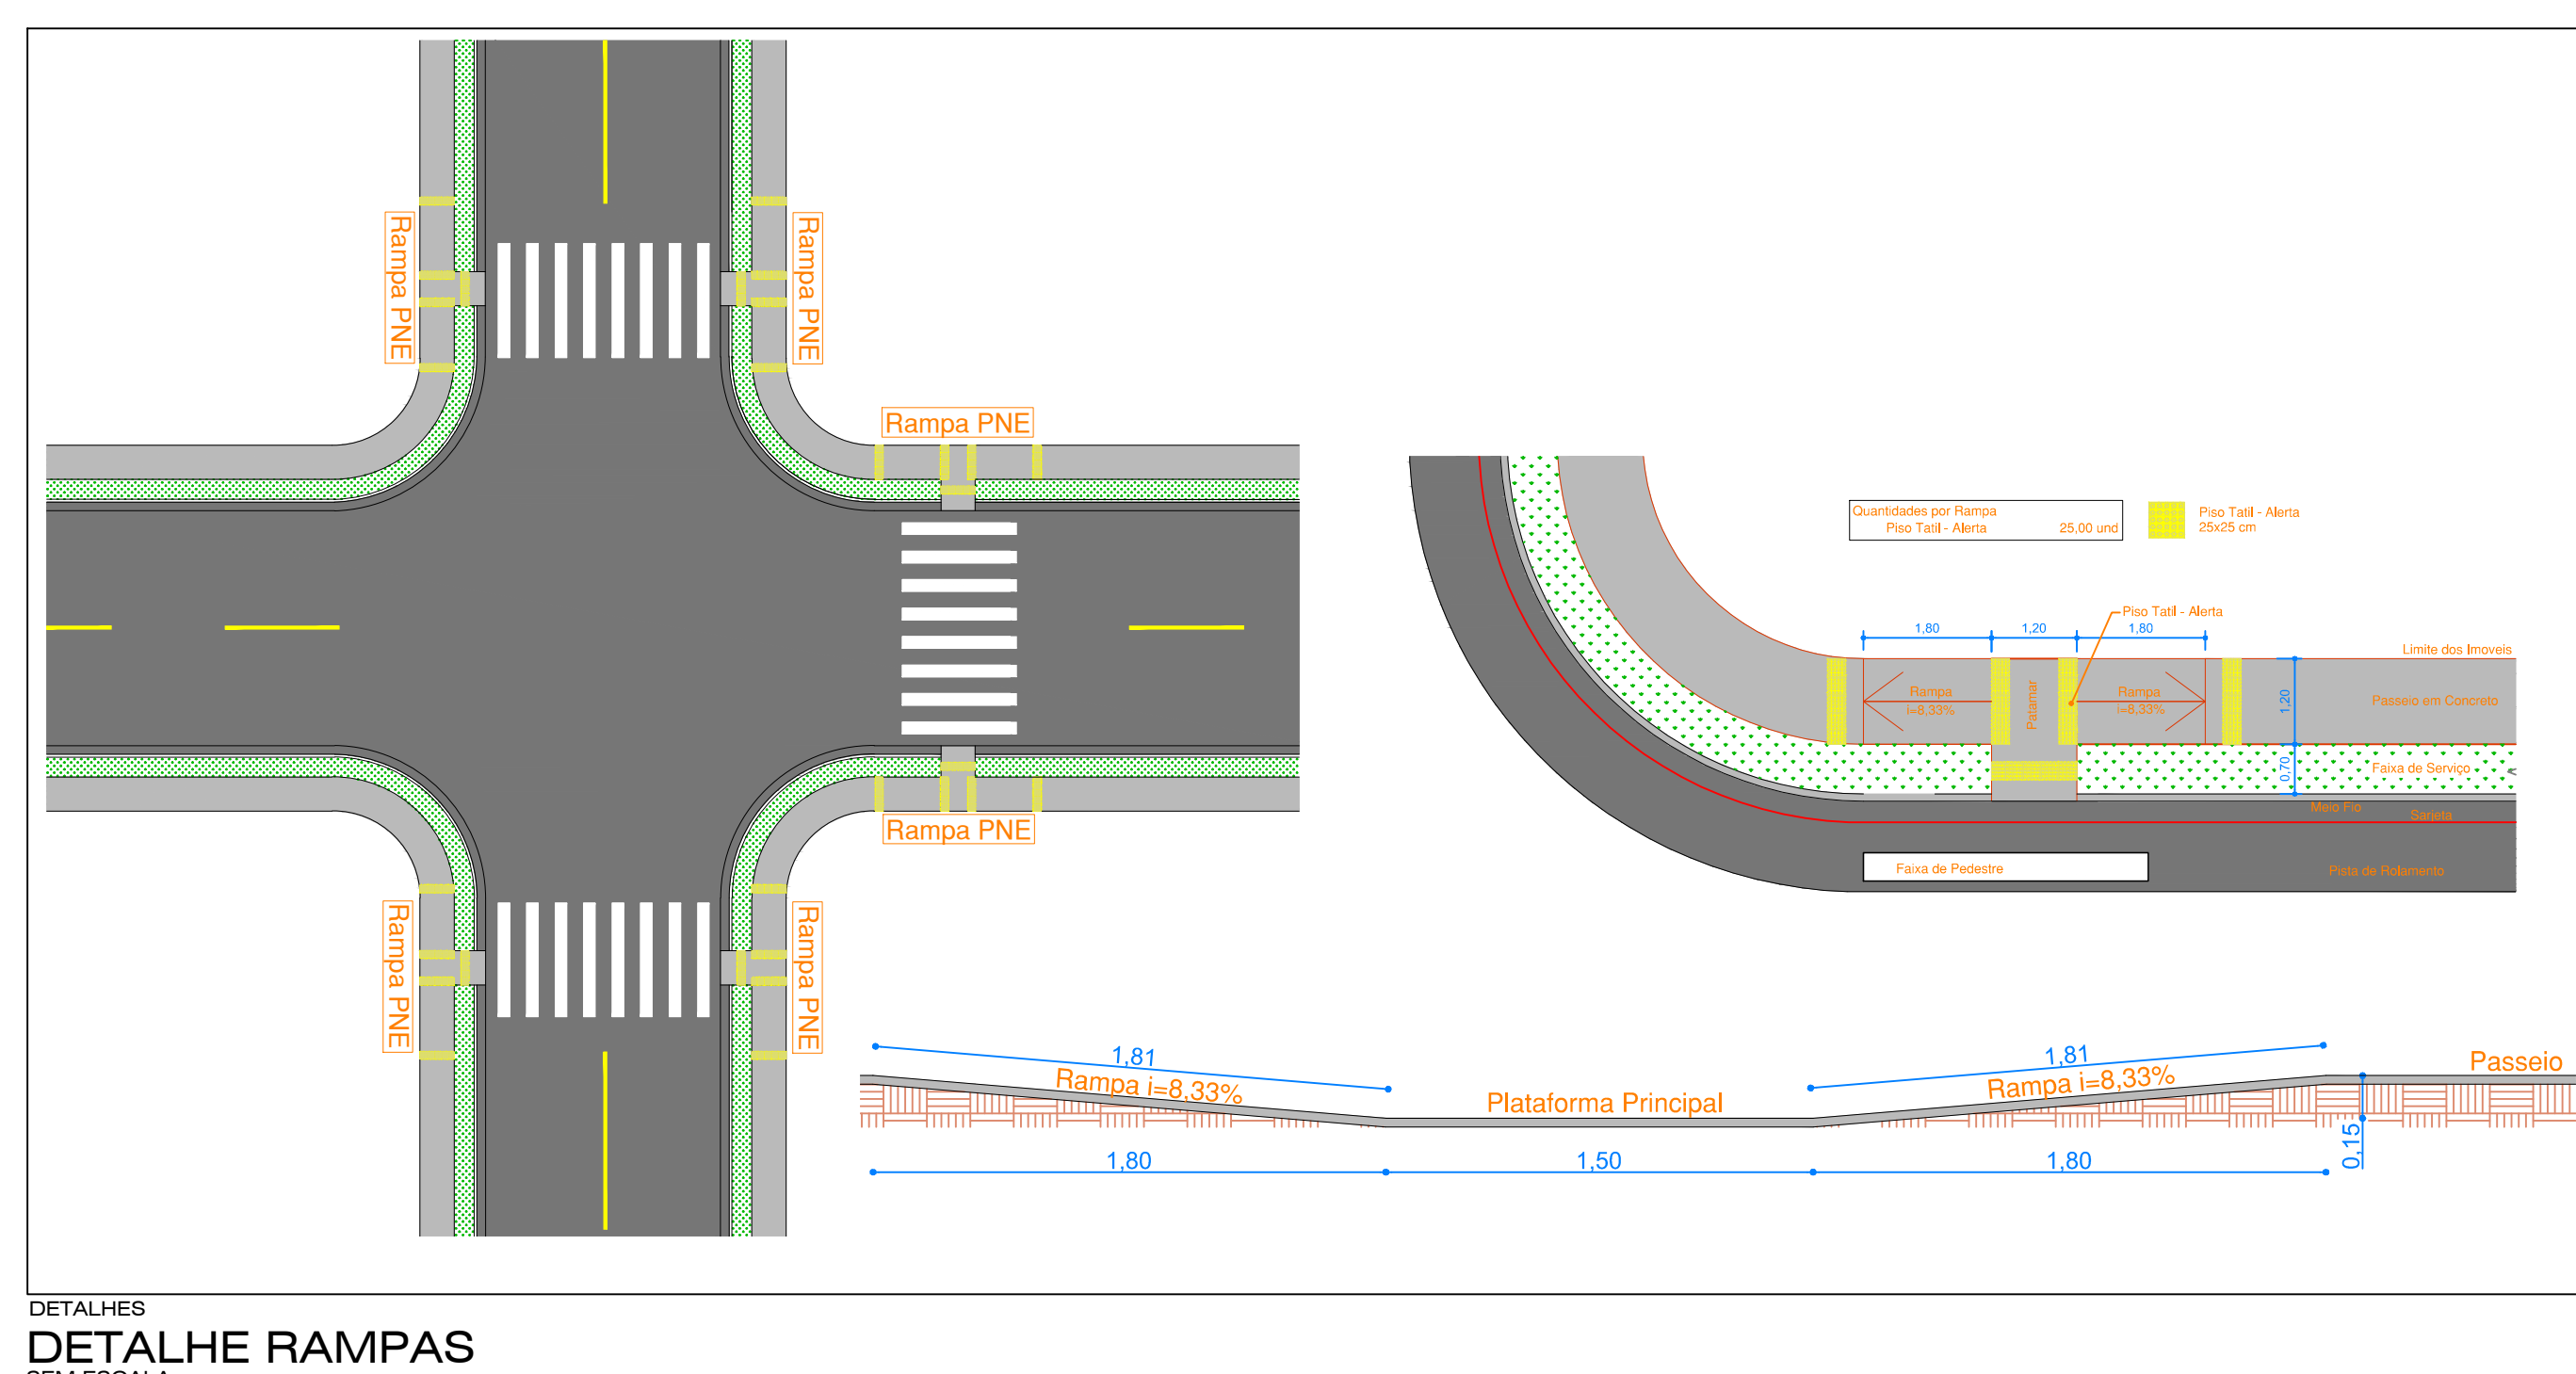 Rampa PNE
Rampa PNE
Rampa PNE
Rampa PNE
Rampa PNE
Rampa PNE
Quantidades por Rampa
Piso Tatil - Alerta 25,00 und
Piso Tatil - Alerta
25x25 cm
Piso Tatil - Alerta
1,80 1,20 1,80
Limite dos Imoveis
Rampa
i=8,33%
Patamar
Rampa
i=8,33%
1,20
Passeio em Concreto
0,70
Faixa de Serviço
Meio Fio
Sarjeta
Faixa de Pedestre
Pista de Rolamento
1,81
Rampa i=8,33%
Plataforma Principal
1,81
Rampa i=8,33%
Passeio
1,80 1,50 1,80
0,15
DETALHES
DETALHE RAMPAS
SEM ESCALA